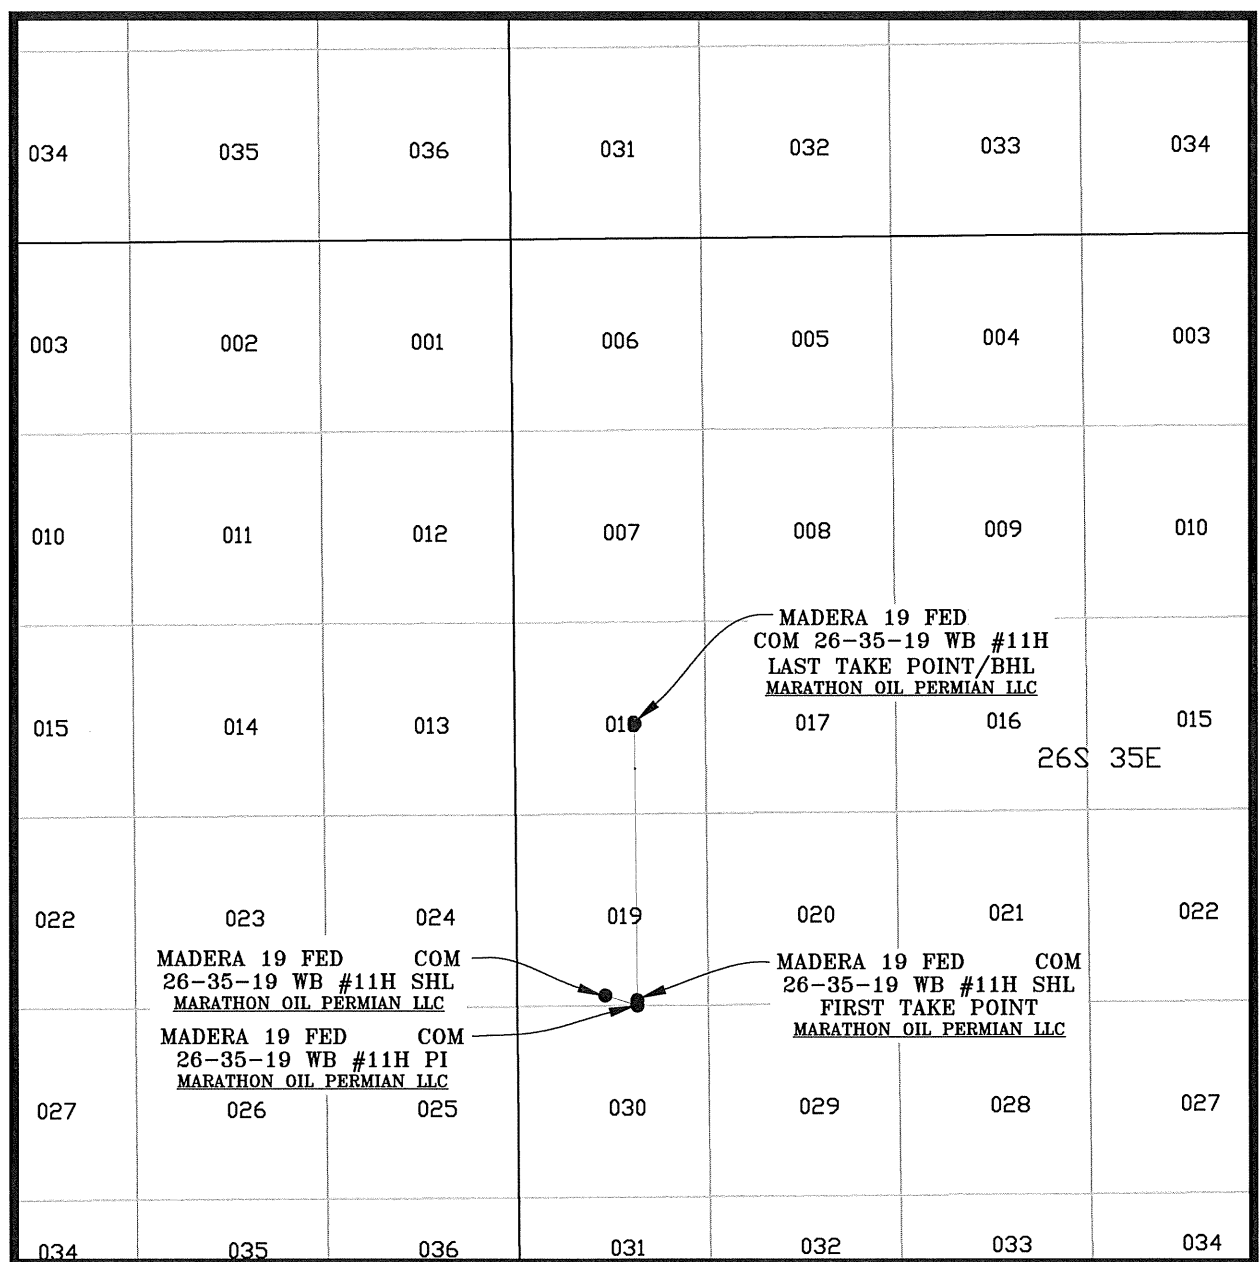 034 035 036 031 032 033 034
003 002 001 006 005 004 003
010 011 012 007 008 009 010
MADERA 19 FED
COM 26-35-19 WB #11H
LAST TAKE POINT/BHL
MARATHON OIL PERMIAN LLC
015 014 013 018 017 016 015
26S 35E
022 023 024 019 020 021 022
MADERA 19 FED COM
26-35-19 WB #11H SHL
MARATHON OIL PERMIAN LLC
MADERA 19 FED COM
26-35-19 WB #11H SHL
FIRST TAKE POINT
MARATHON OIL PERMIAN LLC
MADERA 19 FED COM
26-35-19 WB #11H PI
MARATHON OIL PERMIAN LLC
027 026 025 030 029 028 027
034 035 036 031 032 033 034